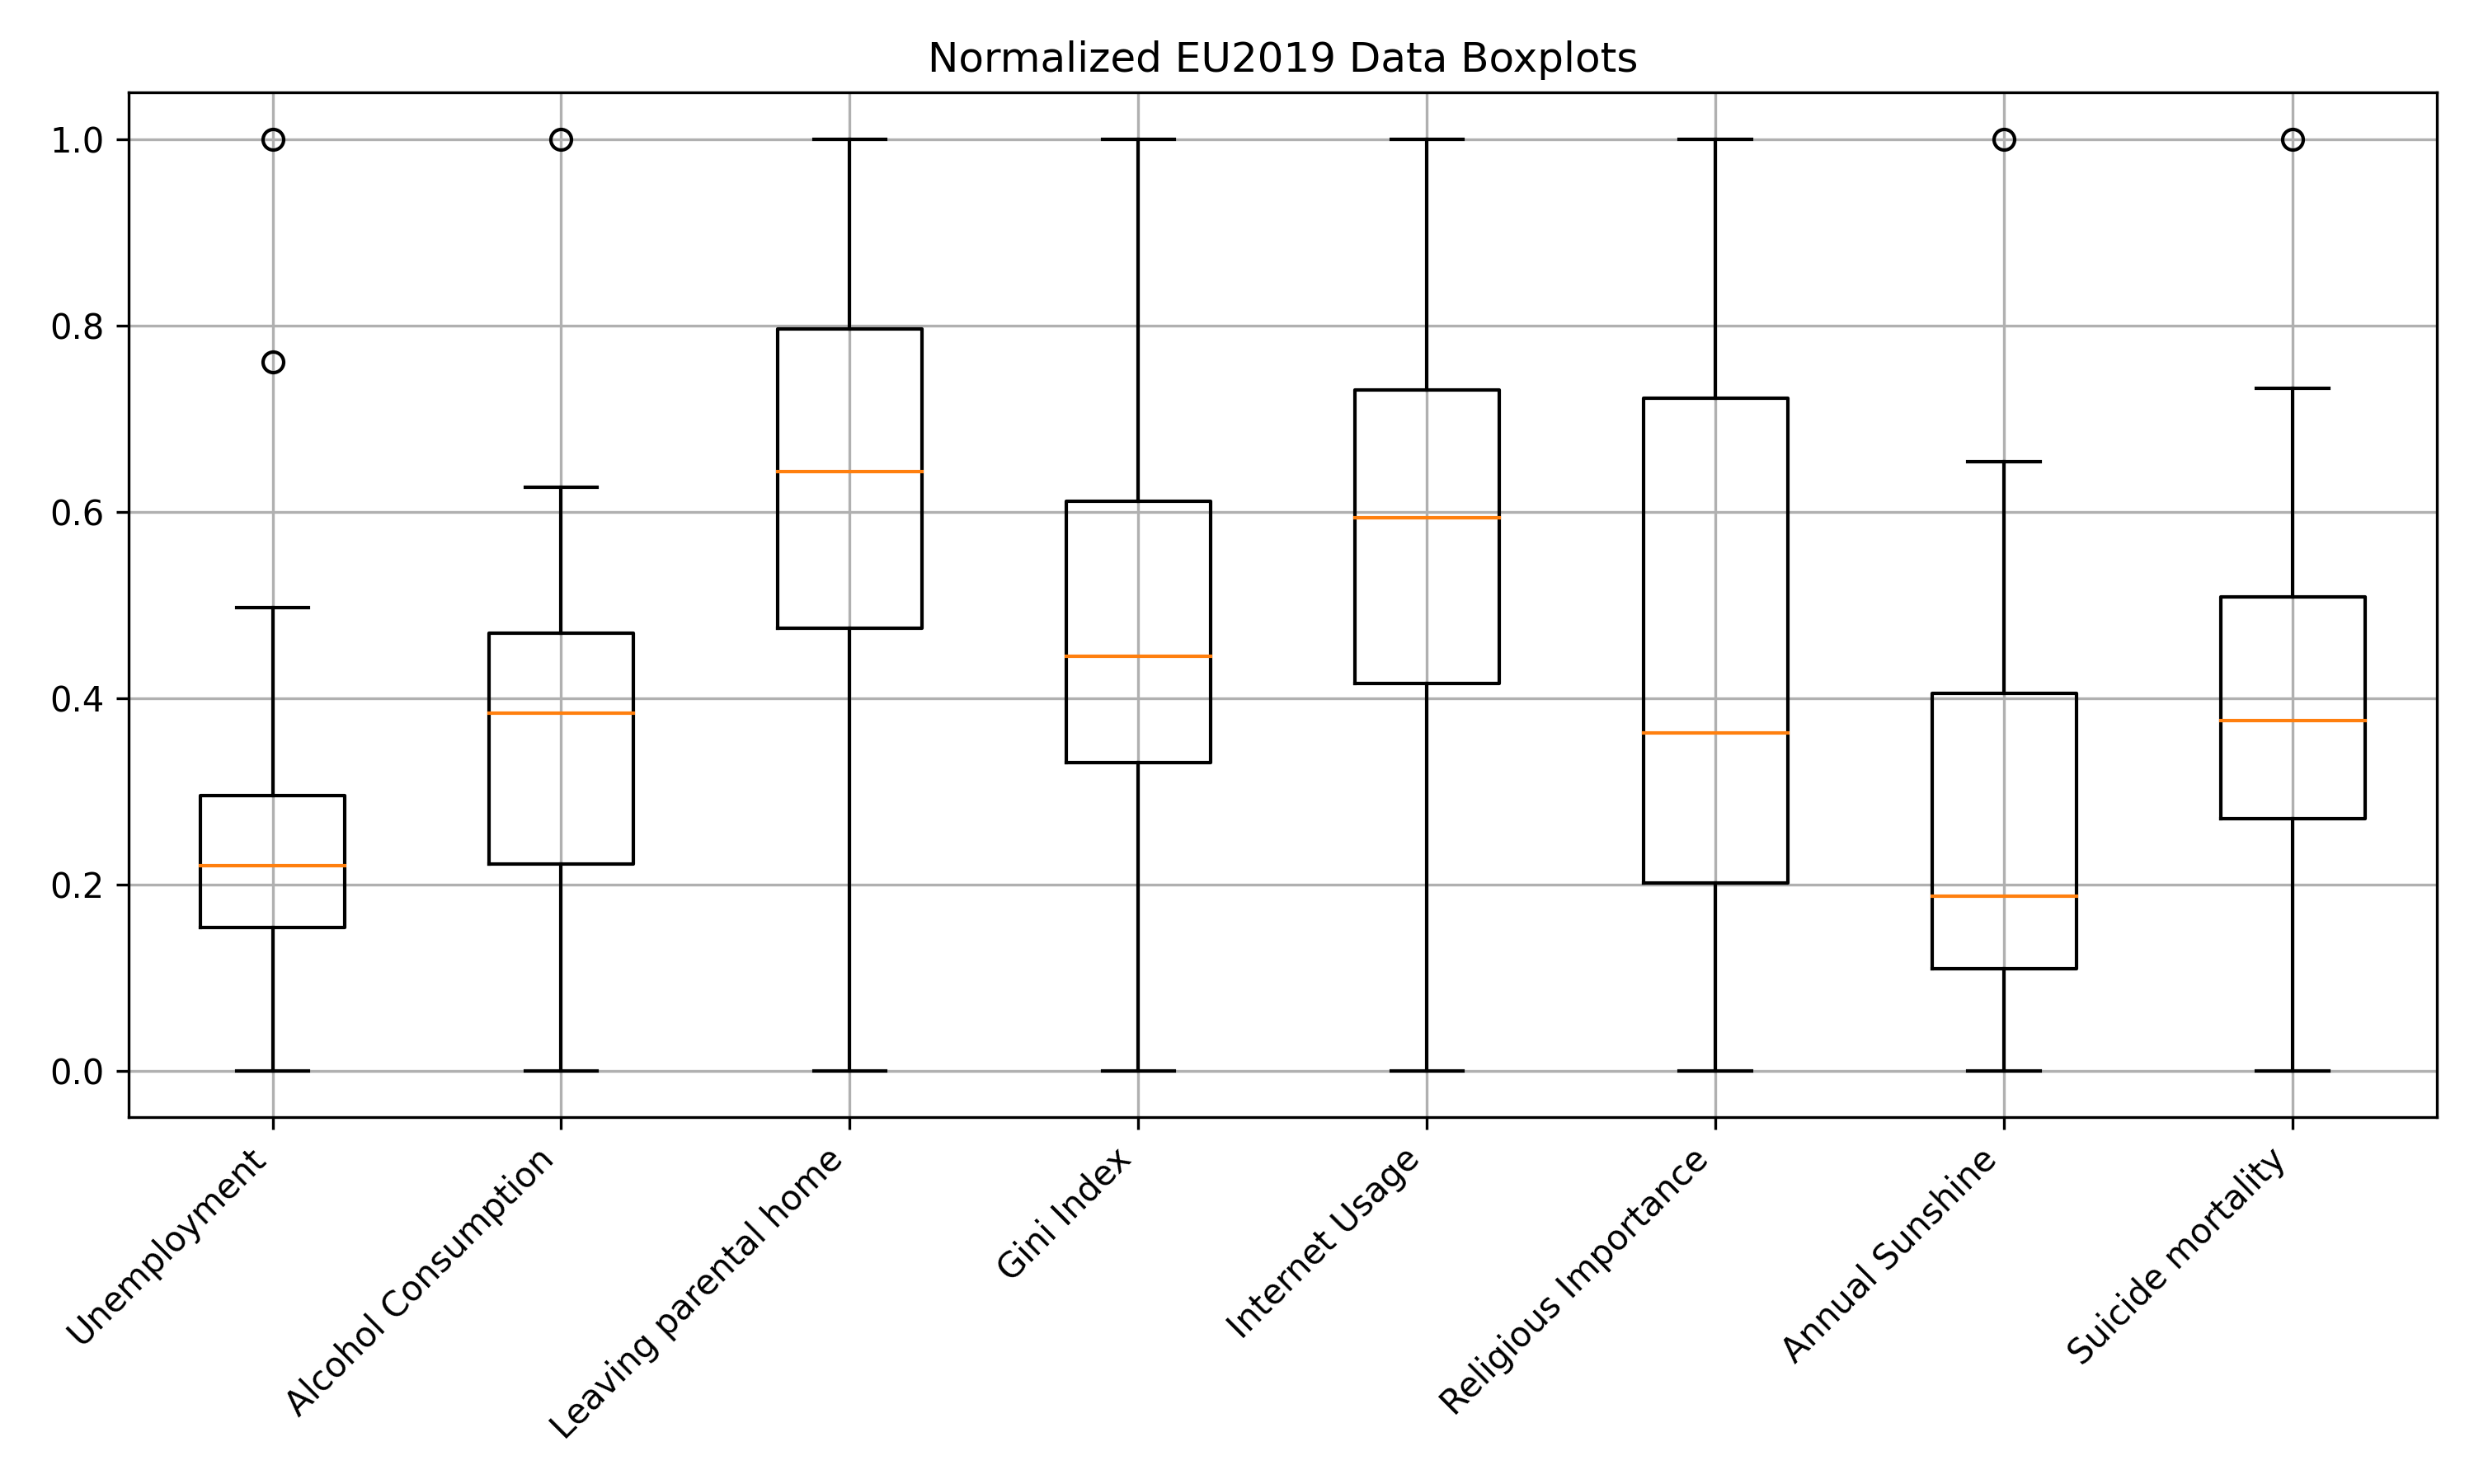 Normalized EU2019 Data Boxplots
1.0
0.8
0.6
0.4
0.2
0.0
Unemployment
Alcohol Consumption
Leaving parental home
Gini Index
Internet Usage
Religious Importance
Annual Sunshine
Suicide mortality